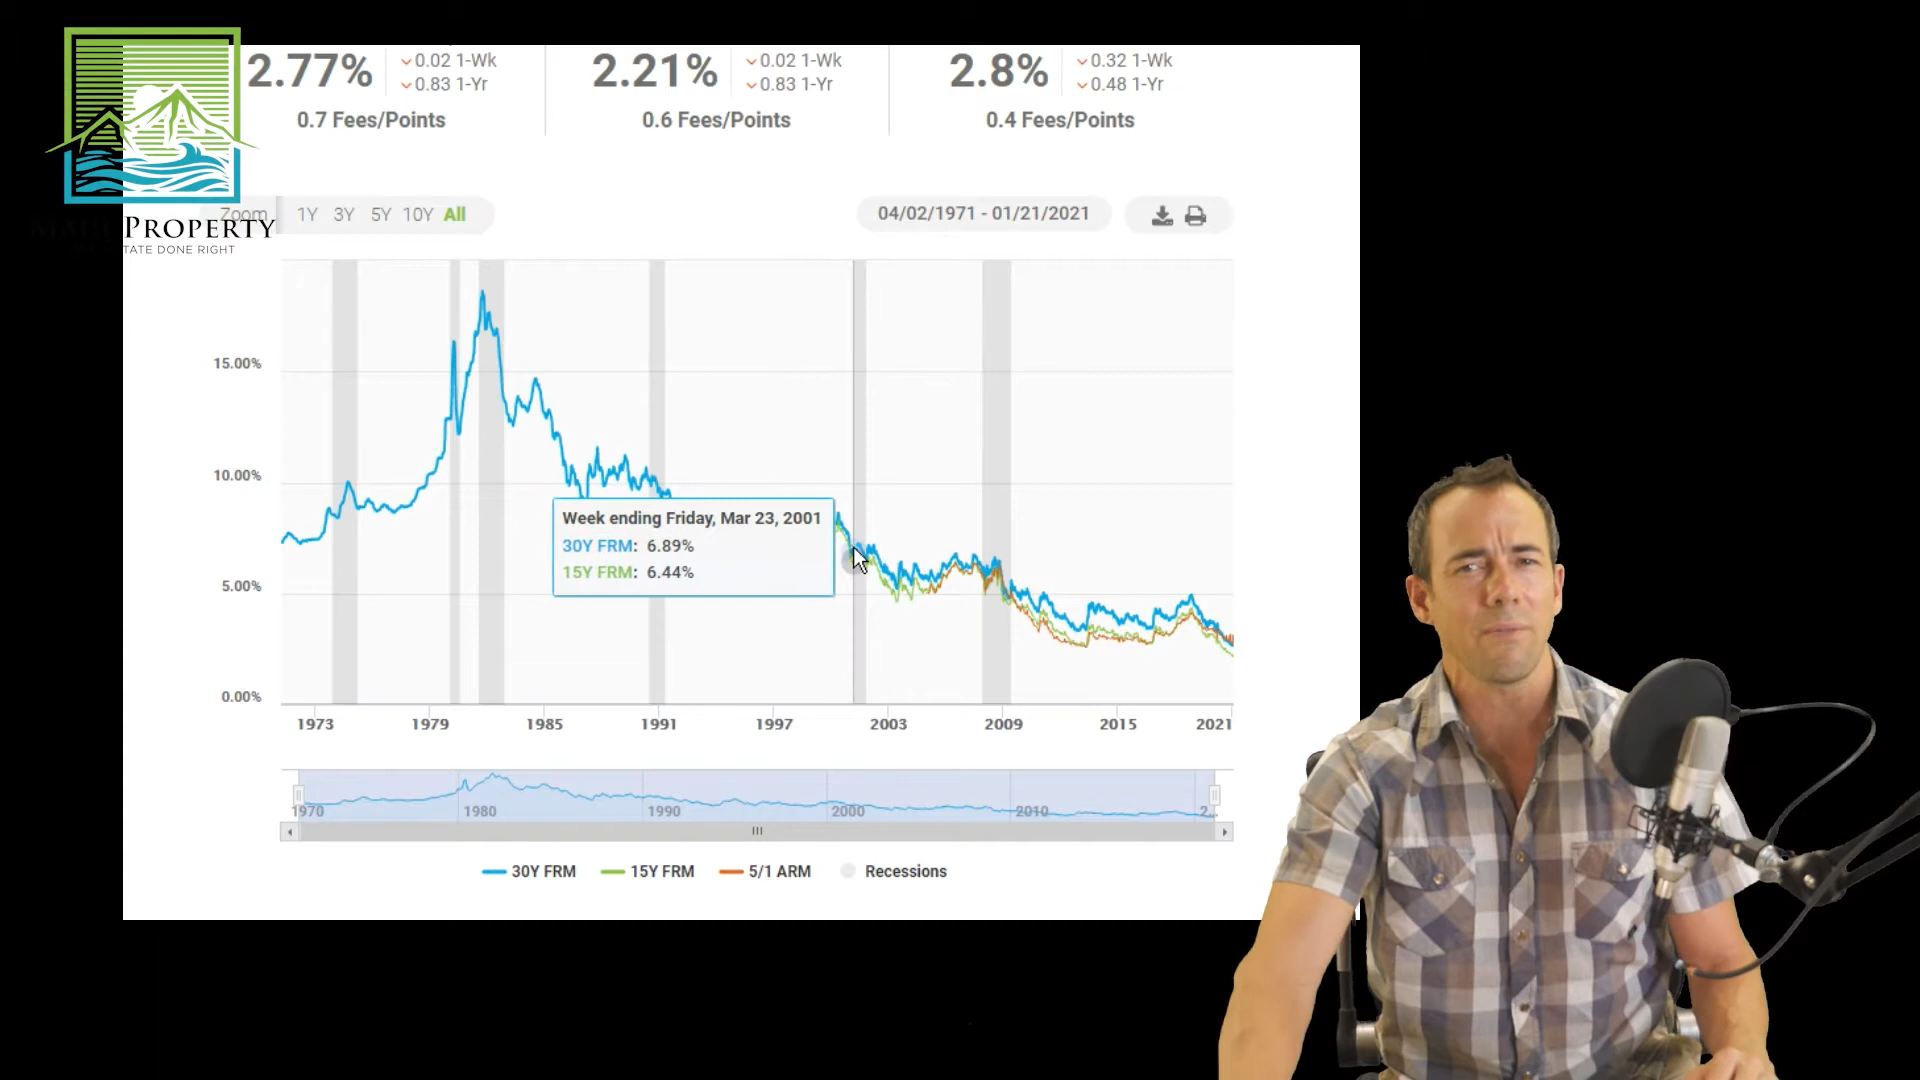 2.77%
0.02 1-Wk
0.83 1-Yr
0.7 Fees/Points
2.21%
0.02 1-Wk
0.83 1-Yr
0.6 Fees/Points
2.8%
0.32 1-Wk
0.48 1-Yr
0.4 Fees/Points
MAUI PROPERTY
TATE DONE RIGHT
Zoom 1Y 3Y 5Y 10Y All
04/02/1971 - 01/21/2021
15.00%
10.00%
5.00%
0.00%
Week ending Friday, Mar 23, 2001
30Y FRM: 6.89%
15Y FRM: 6.44%
1973 1979 1985 1991 1997 2003 2009 2015 2021
1970 1980 1990 2000 2010 2...
30Y FRM 15Y FRM 5/1 ARM Recessions